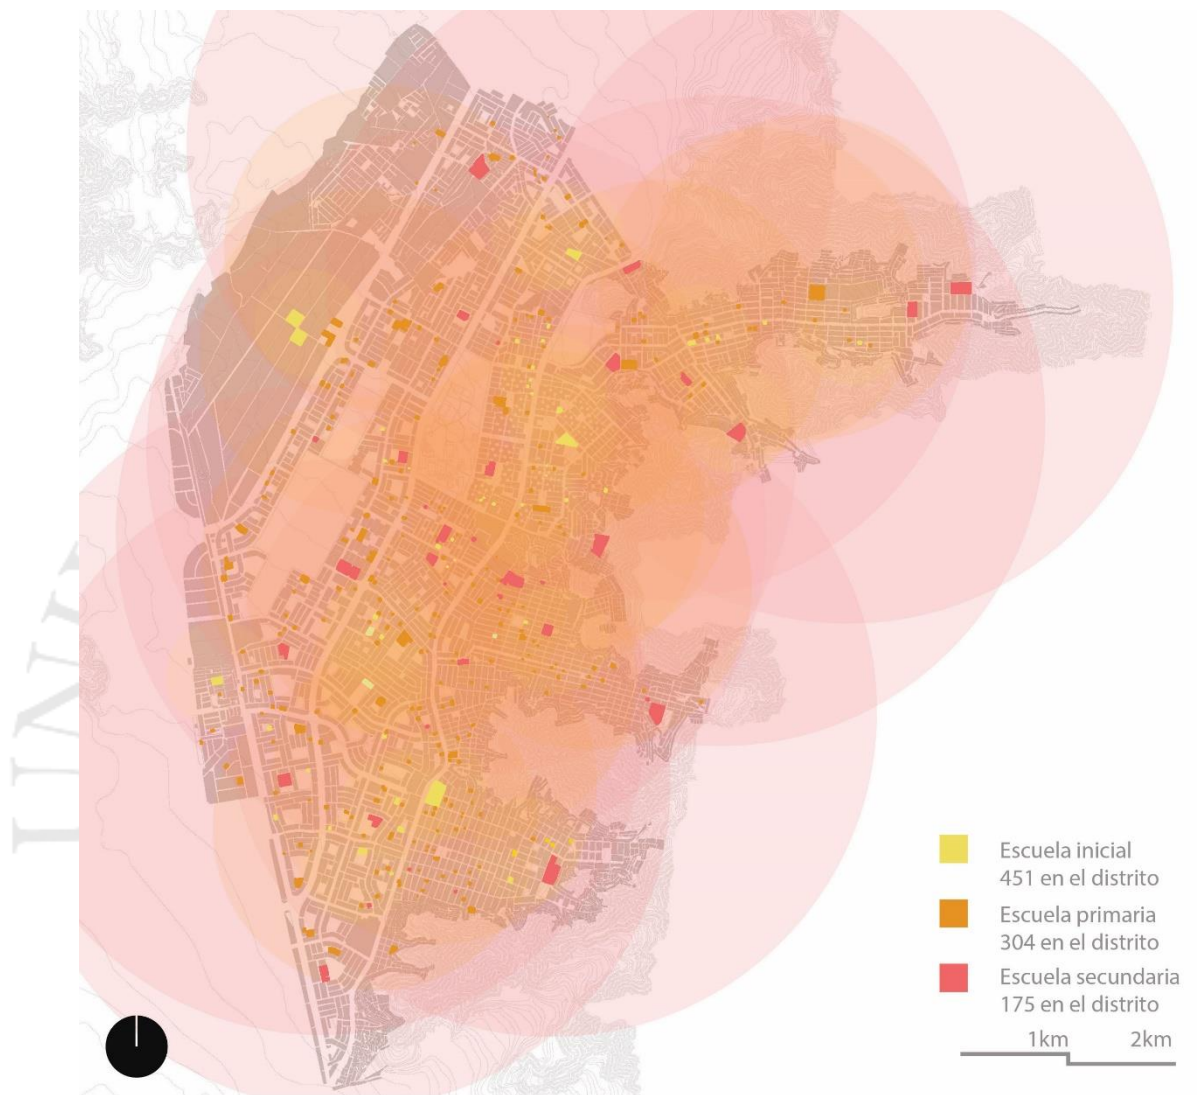 Escuela inicial
451 en el distrito
Escuela primaria
304 en el distrito
Escuela secundaria
175 en el distrito
1km 2km